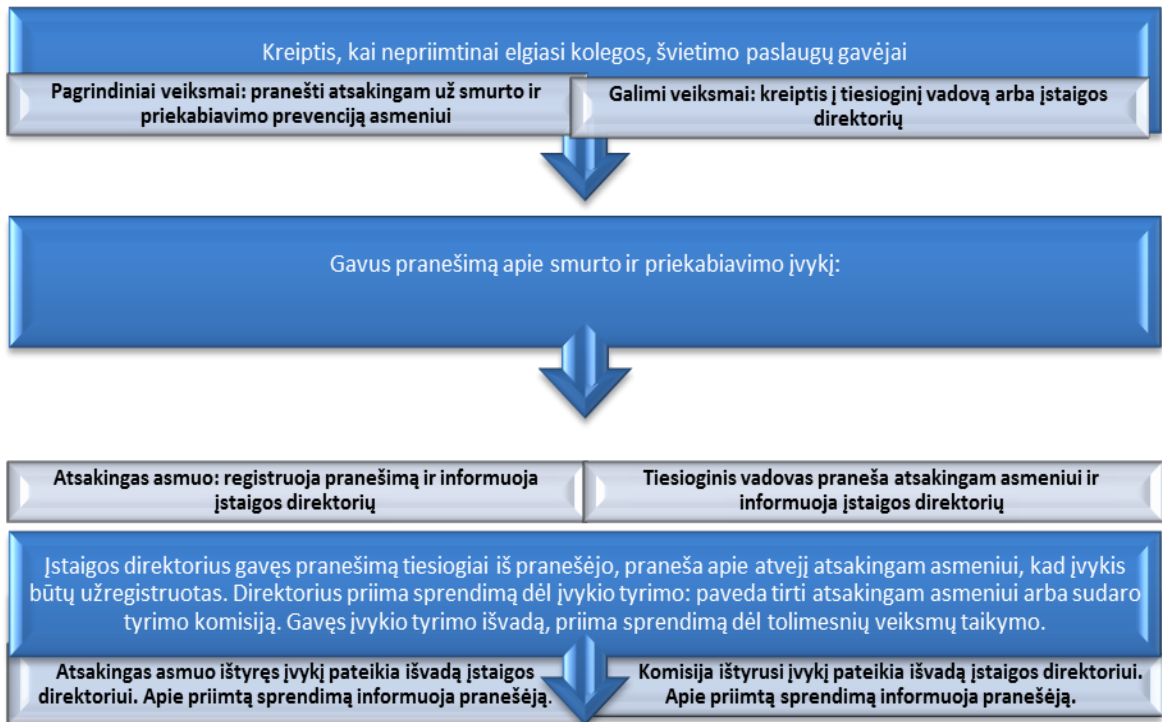 Kreiptis, kai nepriimtinai elgiasi kolegos, švietimo paslaugų gavėjai
Pagrindiniai veiksmai: pranešti atsakingam už smurto ir
priekabiavimo prevenciją asmeniui
Galimi veiksmai: kreiptis į tiesioginį vadovą arba įstaigos
direktorių
Gavus pranešimą apie smurto ir priekabiavimo įvykį:
Atsakingas asmuo: registruoja pranešimą ir informuoja
įstaigos direktorių
Tiesioginis vadovas praneša atsakingam asmeniui ir
informuoja įstaigos direktorių
Įstaigos direktorius gavęs pranešimą tiesiogiai iš pranešėjo, praneša apie atvejį atsakingam asmeniui, kad įvykis
būtų užregistruotas. Direktorius priima sprendimą dėl įvykio tyrimo: paveda tirti atsakingam asmeniui arba sudaro
tyrimo komisiją. Gavęs įvykio tyrimo išvadą, priima sprendimą dėl tolimesnių veiksmų taikymo.
Atsakingas asmuo ištyręs įvykį pateikia išvadą įstaigos
direktoriui. Apie priimtą sprendimą informuoja pranešėją.
Komisija ištyrusi įvykį pateikia išvadą įstaigos direktoriui.
Apie priimtą sprendimą informuoja pranešėją.